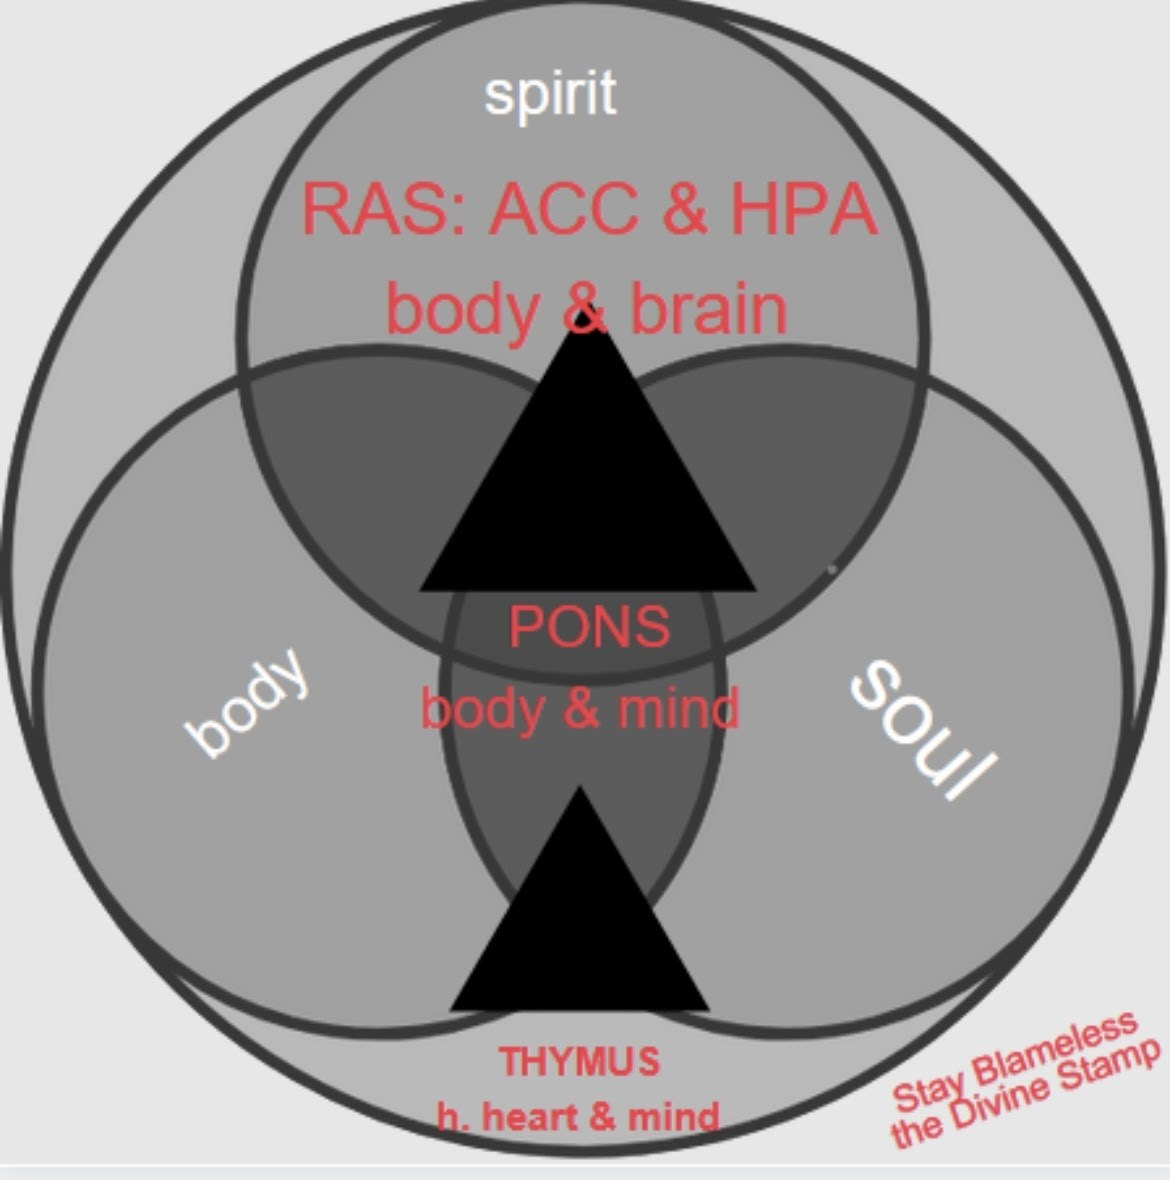 spirit
RAS: ACC & HPA
body & brain
PONS
body & mind
body
soul
THYMUS
h. heart & mind
Stay Blameless
the Divine Stamp